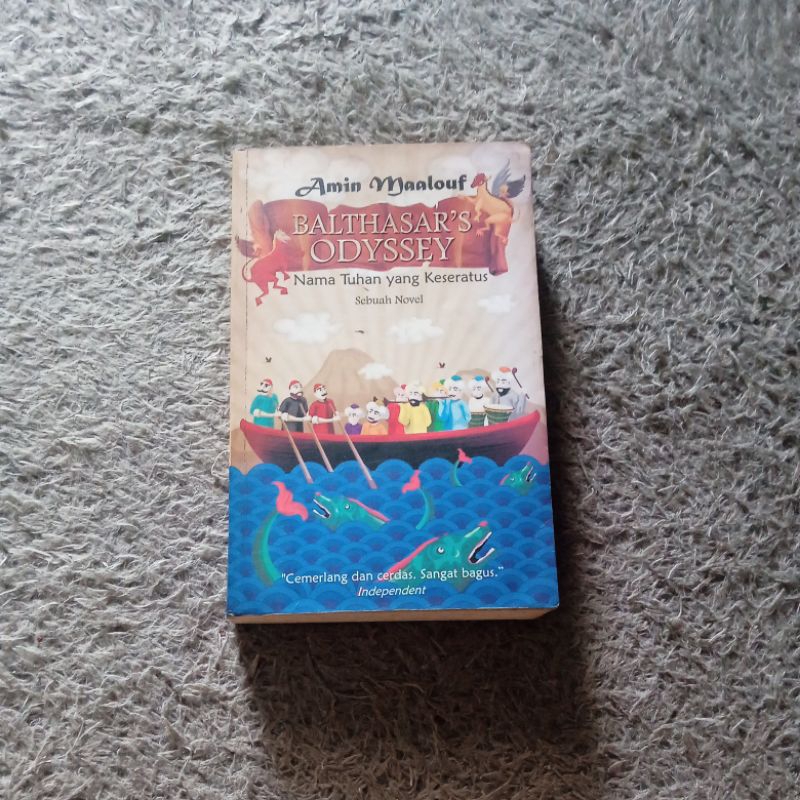 Amin Maalouf
BALTHASAR'S
ODYSSEY
Nama Tuhan yang Keseratus
Sebuah Novel
"Cemerlang dan cerdas. Sangat bagus."
Independent